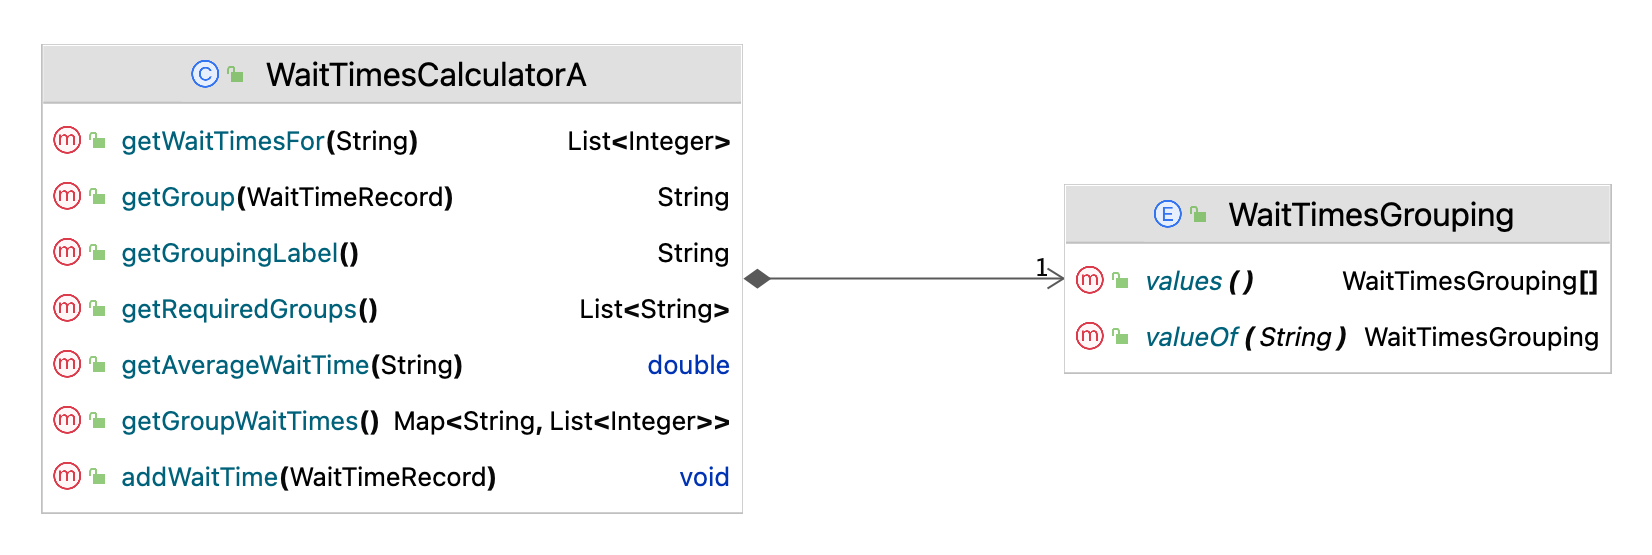 C WaitTimesCalculatorA
m getWaitTimesFor(String) List<Integer>
m getGroup(WaitTimeRecord) String
m getGroupingLabel() String
m getRequiredGroups() List<String>
m getAverageWaitTime(String) double
m getGroupWaitTimes() Map<String, List<Integer>>
m addWaitTime(WaitTimeRecord) void
1
E WaitTimesGrouping
m values() WaitTimesGrouping[]
m valueOf(String) WaitTimesGrouping